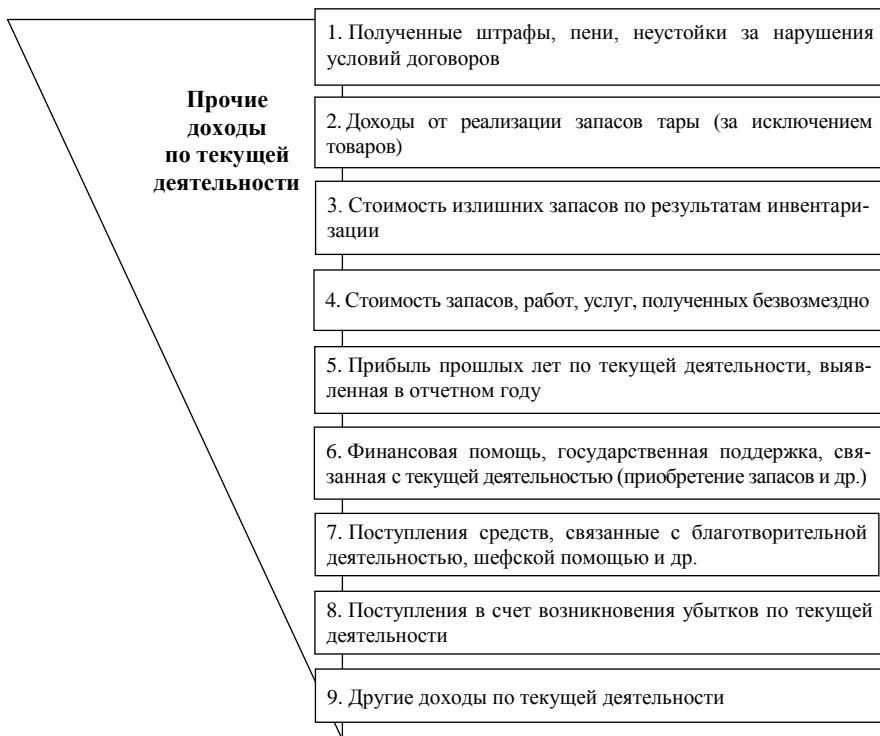 1. Полученные штрафы, пени, неустойки за нарушения
условий договоров
Прочие
доходы
по текущей
деятельности
2. Доходы от реализации запасов тары (за исключением
товаров)
3. Стоимость излишних запасов по результатам инвентари-
зации
4. Стоимость запасов, работ, услуг, полученных безвозмездно
5. Прибыль прошлых лет по текущей деятельности, выяв-
ленная в отчетном году
6. Финансовая помощь, государственная поддержка, свя-
занная с текущей деятельностью (приобретение запасов и др.)
7. Поступления средств, связанные с благотворительной
деятельностью, шефской помощью и др.
8. Поступления в счет возникновения убытков по текущей
деятельности
9. Другие доходы по текущей деятельности